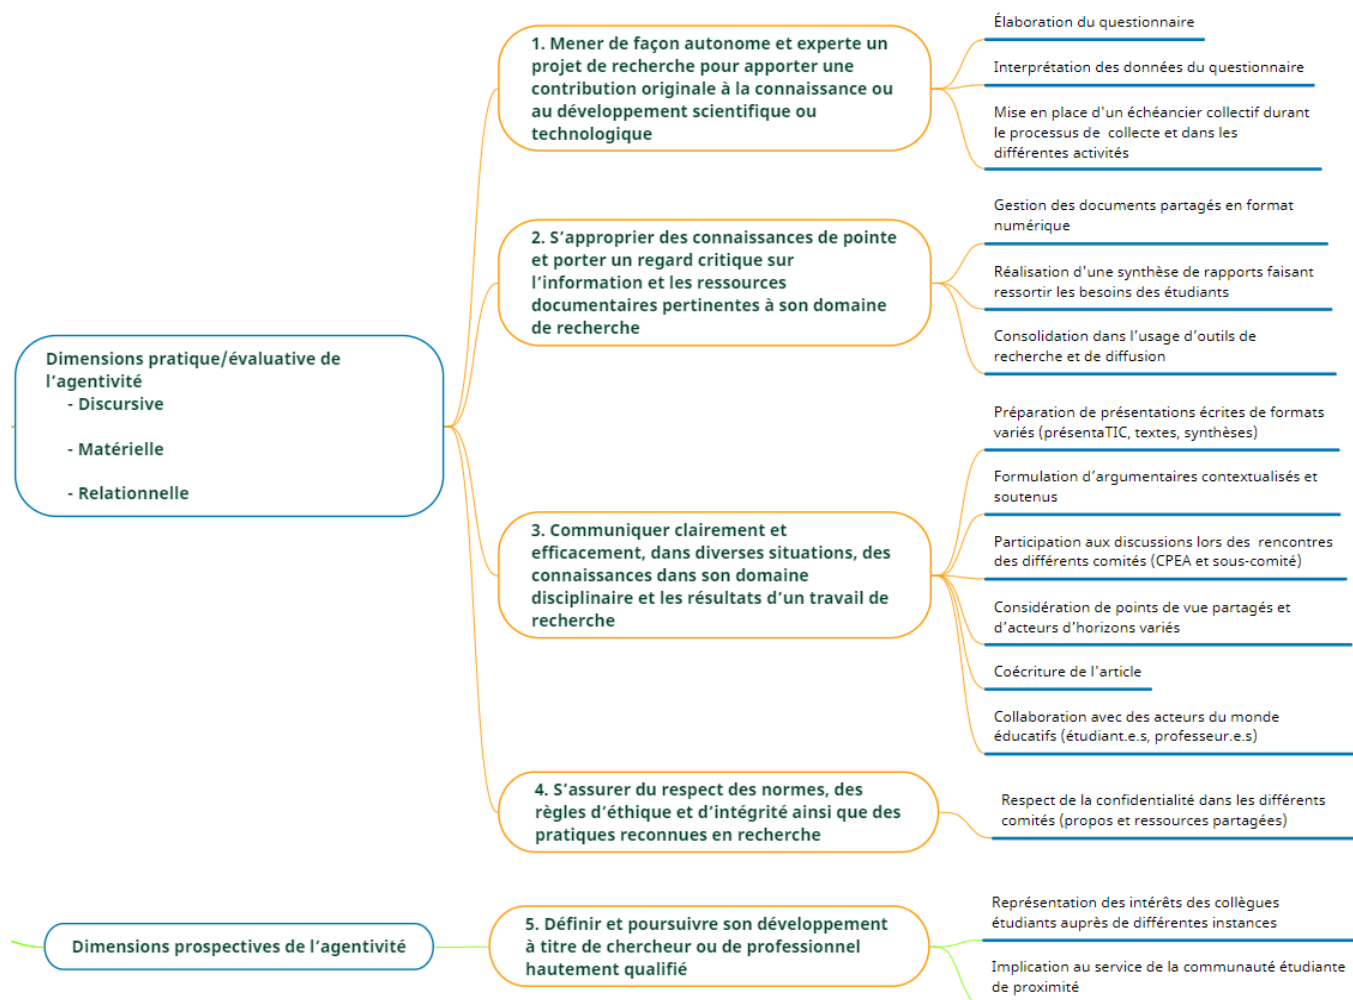 Dimensions pratique/évaluative de
l’agentivité
- Discursive
- Matérielle
- Relationnelle
1. Mener de façon autonome et experte un
projet de recherche pour apporter une
contribution originale à la connaissance ou
au développement scientifique ou
technologique
Élaboration du questionnaire
Interprétation des données du questionnaire
Mise en place d'un échéancier collectif durant
le processus de collecte et dans les
différentes activités
2. S’approprier des connaissances de pointe
et porter un regard critique sur
l’information et les ressources
documentaires pertinentes à son domaine
de recherche
Gestion des documents partagés en format
numérique
Réalisation d'une synthèse de rapports faisant
ressortir les besoins des étudiants
Consolidation dans l’usage d’outils de
recherche et de diffusion
3. Communiquer clairement et
efficacement, dans diverses situations, des
connaissances dans son domaine
disciplinaire et les résultats d’un travail de
recherche
Préparation de présentations écrites de formats
variés (présentaTIC, textes, synthèses)
Formulation d’argumentaires contextualisés et
soutenus
Participation aux discussions lors des rencontres
des différents comités (CPEA et sous-comité)
Considération de points de vue partagés et
d’acteurs d’horizons variés
Coécriture de l'article
Collaboration avec des acteurs du monde
éducatifs (étudiant.e.s, professeur.e.s)
4. S’assurer du respect des normes, des
règles d’éthique et d’intégrité ainsi que des
pratiques reconnues en recherche
Respect de la confidentialité dans les différents
comités (propos et ressources partagées)
Dimensions prospectives de l’agentivité
5. Définir et poursuivre son développement
à titre de chercheur ou de professionnel
hautement qualifié
Représentation des intérêts des collègues
étudiants auprès de différentes instances
Implication au service de la communauté étudiante
de proximité